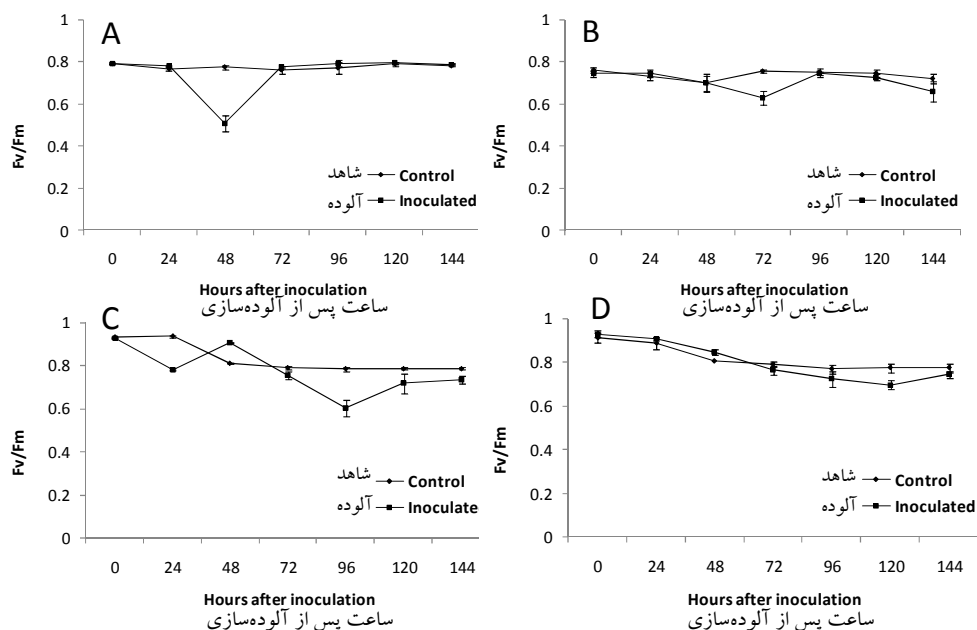 A
1
0.8
0.6
0.4
0.2
0
Fv/Fm
شاهد Control
آلوده Inoculated
0 24 48 72 96 120 144
Hours after inoculation
ساعت پس از آلوده‌سازی
B
1
0.8
0.6
0.4
0.2
0
Fv/Fm
شاهد Control
آلوده Inoculated
0 24 48 72 96 120 144
Hours after inoculation
ساعت پس از آلوده‌سازی
C
1
0.8
0.6
0.4
0.2
0
Fv/Fm
شاهد Control
آلوده Inoculate
0 24 48 72 96 120 144
Hours after inoculation
ساعت پس از آلوده‌سازی
D
1
0.8
0.6
0.4
0.2
0
Fv/Fm
شاهد Control
آلوده Inoculated
0 24 48 72 96 120 144
Hours after inoculation
ساعت پس از آلوده‌سازی